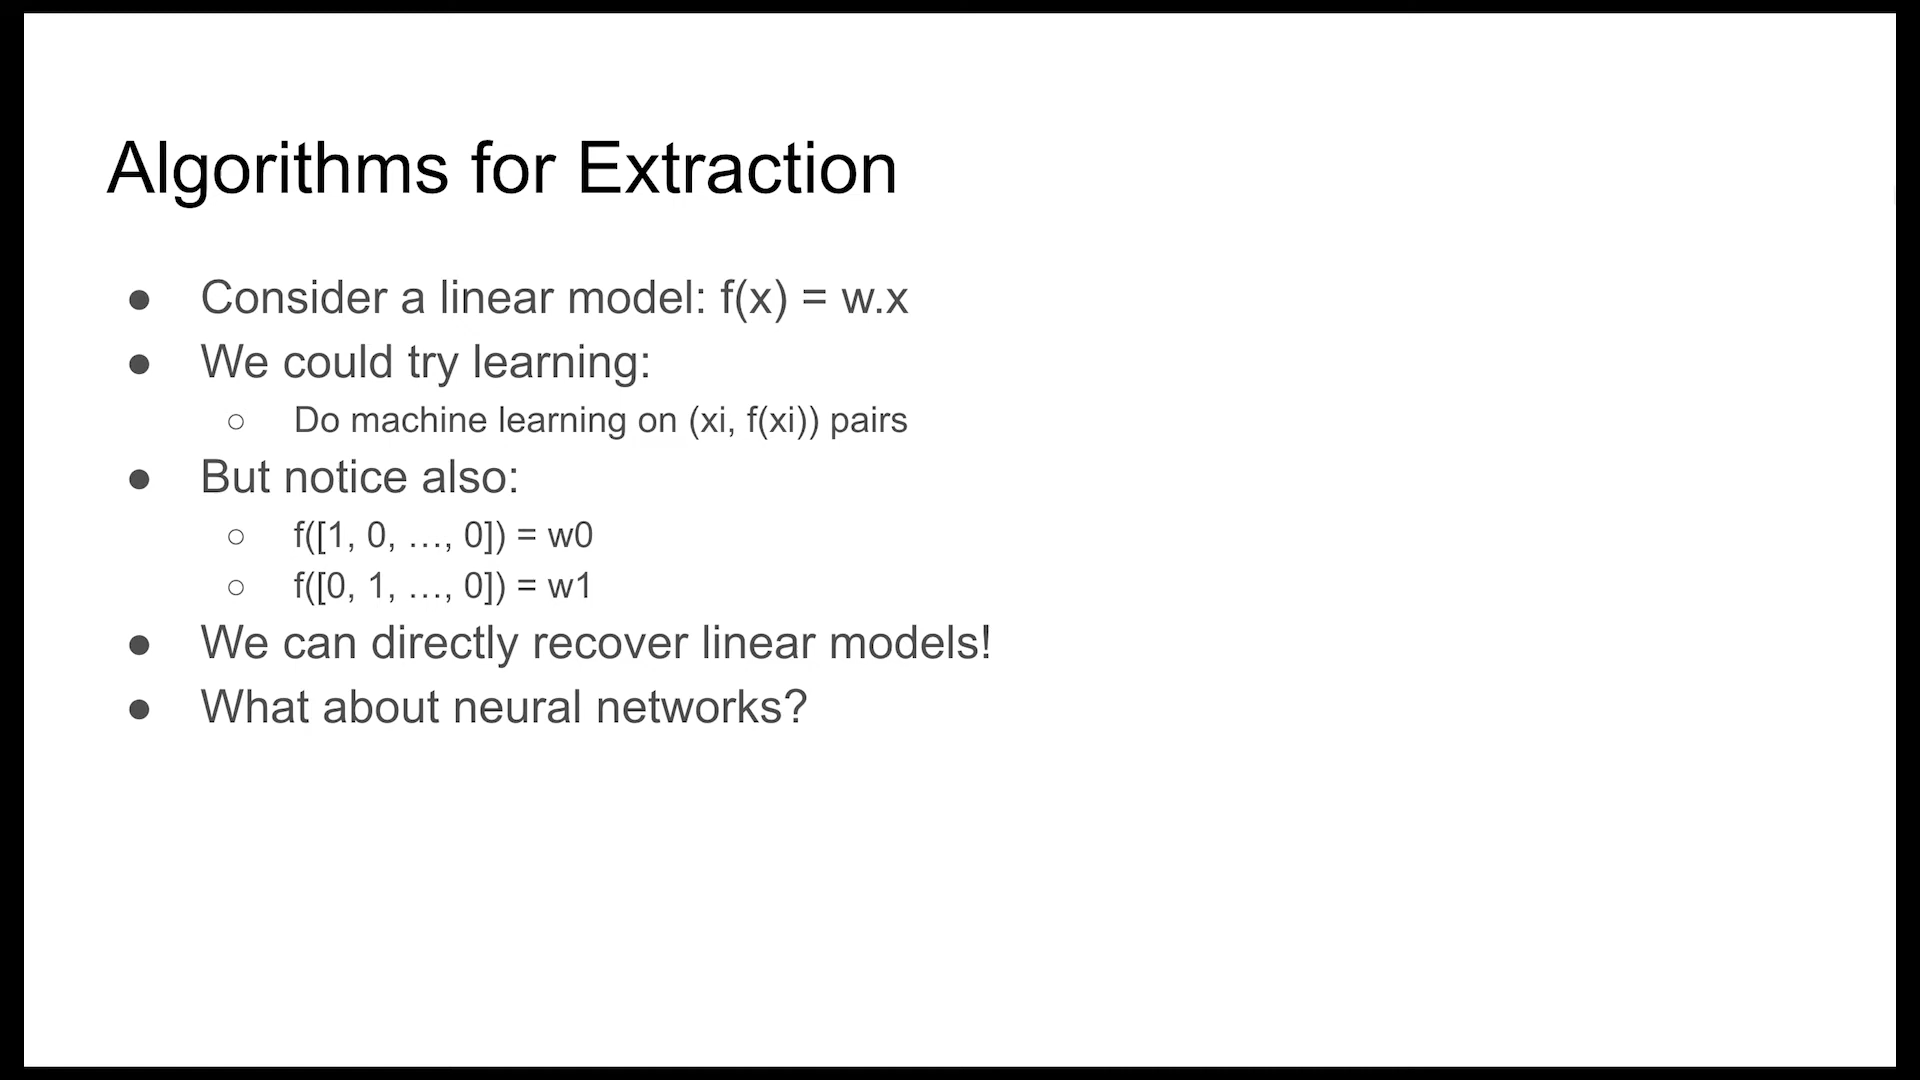 Algorithms for Extraction
● Consider a linear model: f(x) = w.x
● We could try learning:
○ Do machine learning on (xi, f(xi)) pairs
● But notice also:
○ f([1, 0, …, 0]) = w0
○ f([0, 1, …, 0]) = w1
● We can directly recover linear models!
● What about neural networks?